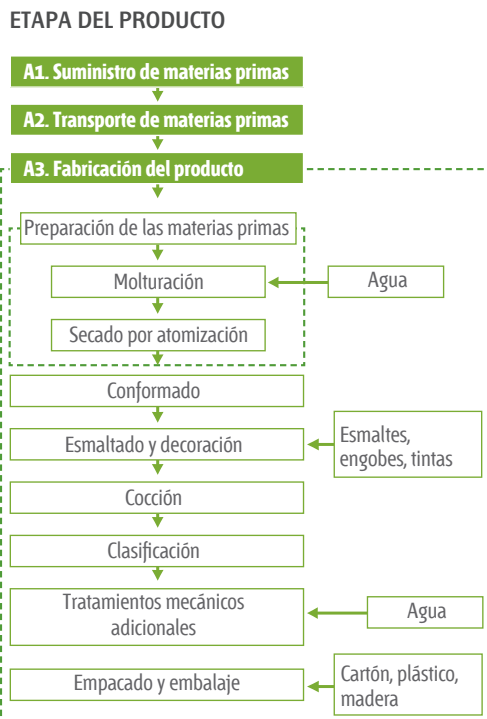 ETAPA DEL PRODUCTO
A1. Suministro de materias primas
A2. Transporte de materias primas
A3. Fabricación del producto
Preparación de las materias primas
Molturación
Agua
Secado por atomización
Conformado
Esmaltado y decoración
Esmaltes,
engobes, tintas
Cocción
Clasificación
Tratamientos mecánicos
adicionales
Agua
Empacado y embalaje
Cartón, plástico,
madera